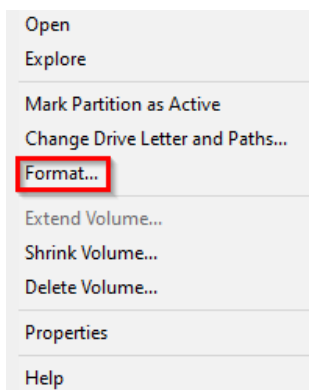 Open
Explore
Mark Partition as Active
Change Drive Letter and Paths...
Format...
Extend Volume...
Shrink Volume...
Delete Volume...
Properties
Help